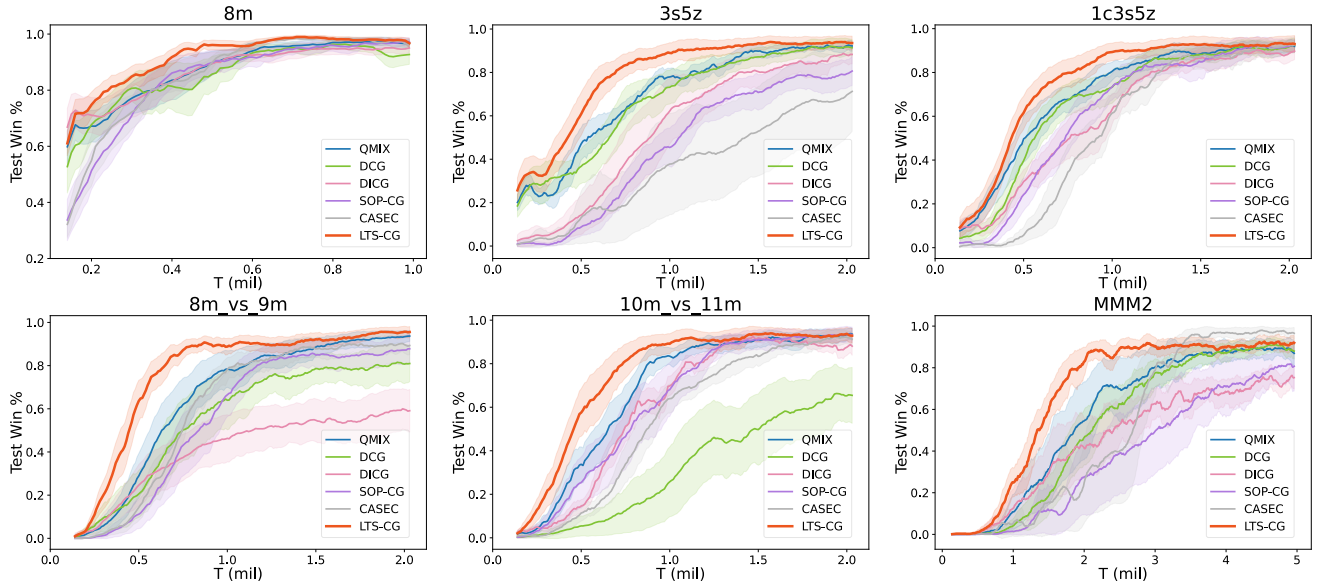 8m
Test Win %
1.0
0.8
0.6
0.4
0.2
0.2 0.4 0.6 0.8 1.0
T (mil)
QMIX
DCG
DICG
SOP-CG
CASEC
LTS-CG
3s5z
Test Win %
1.0
0.8
0.6
0.4
0.2
0.0
0.0 0.5 1.0 1.5 2.0
T (mil)
QMIX
DCG
DICG
SOP-CG
CASEC
LTS-CG
1c3s5z
Test Win %
1.0
0.8
0.6
0.4
0.2
0.0
0.0 0.5 1.0 1.5 2.0
T (mil)
QMIX
DCG
DICG
SOP-CG
CASEC
LTS-CG
8m_vs_9m
Test Win %
1.0
0.8
0.6
0.4
0.2
0.0
0.0 0.5 1.0 1.5 2.0
T (mil)
QMIX
DCG
DICG
SOP-CG
CASEC
LTS-CG
10m_vs_11m
Test Win %
1.0
0.8
0.6
0.4
0.2
0.0
0.0 0.5 1.0 1.5 2.0
T (mil)
QMIX
DCG
DICG
SOP-CG
CASEC
LTS-CG
MMM2
Test Win %
1.0
0.8
0.6
0.4
0.2
0.0
0 1 2 3 4 5
T (mil)
QMIX
DCG
DICG
SOP-CG
CASEC
LTS-CG